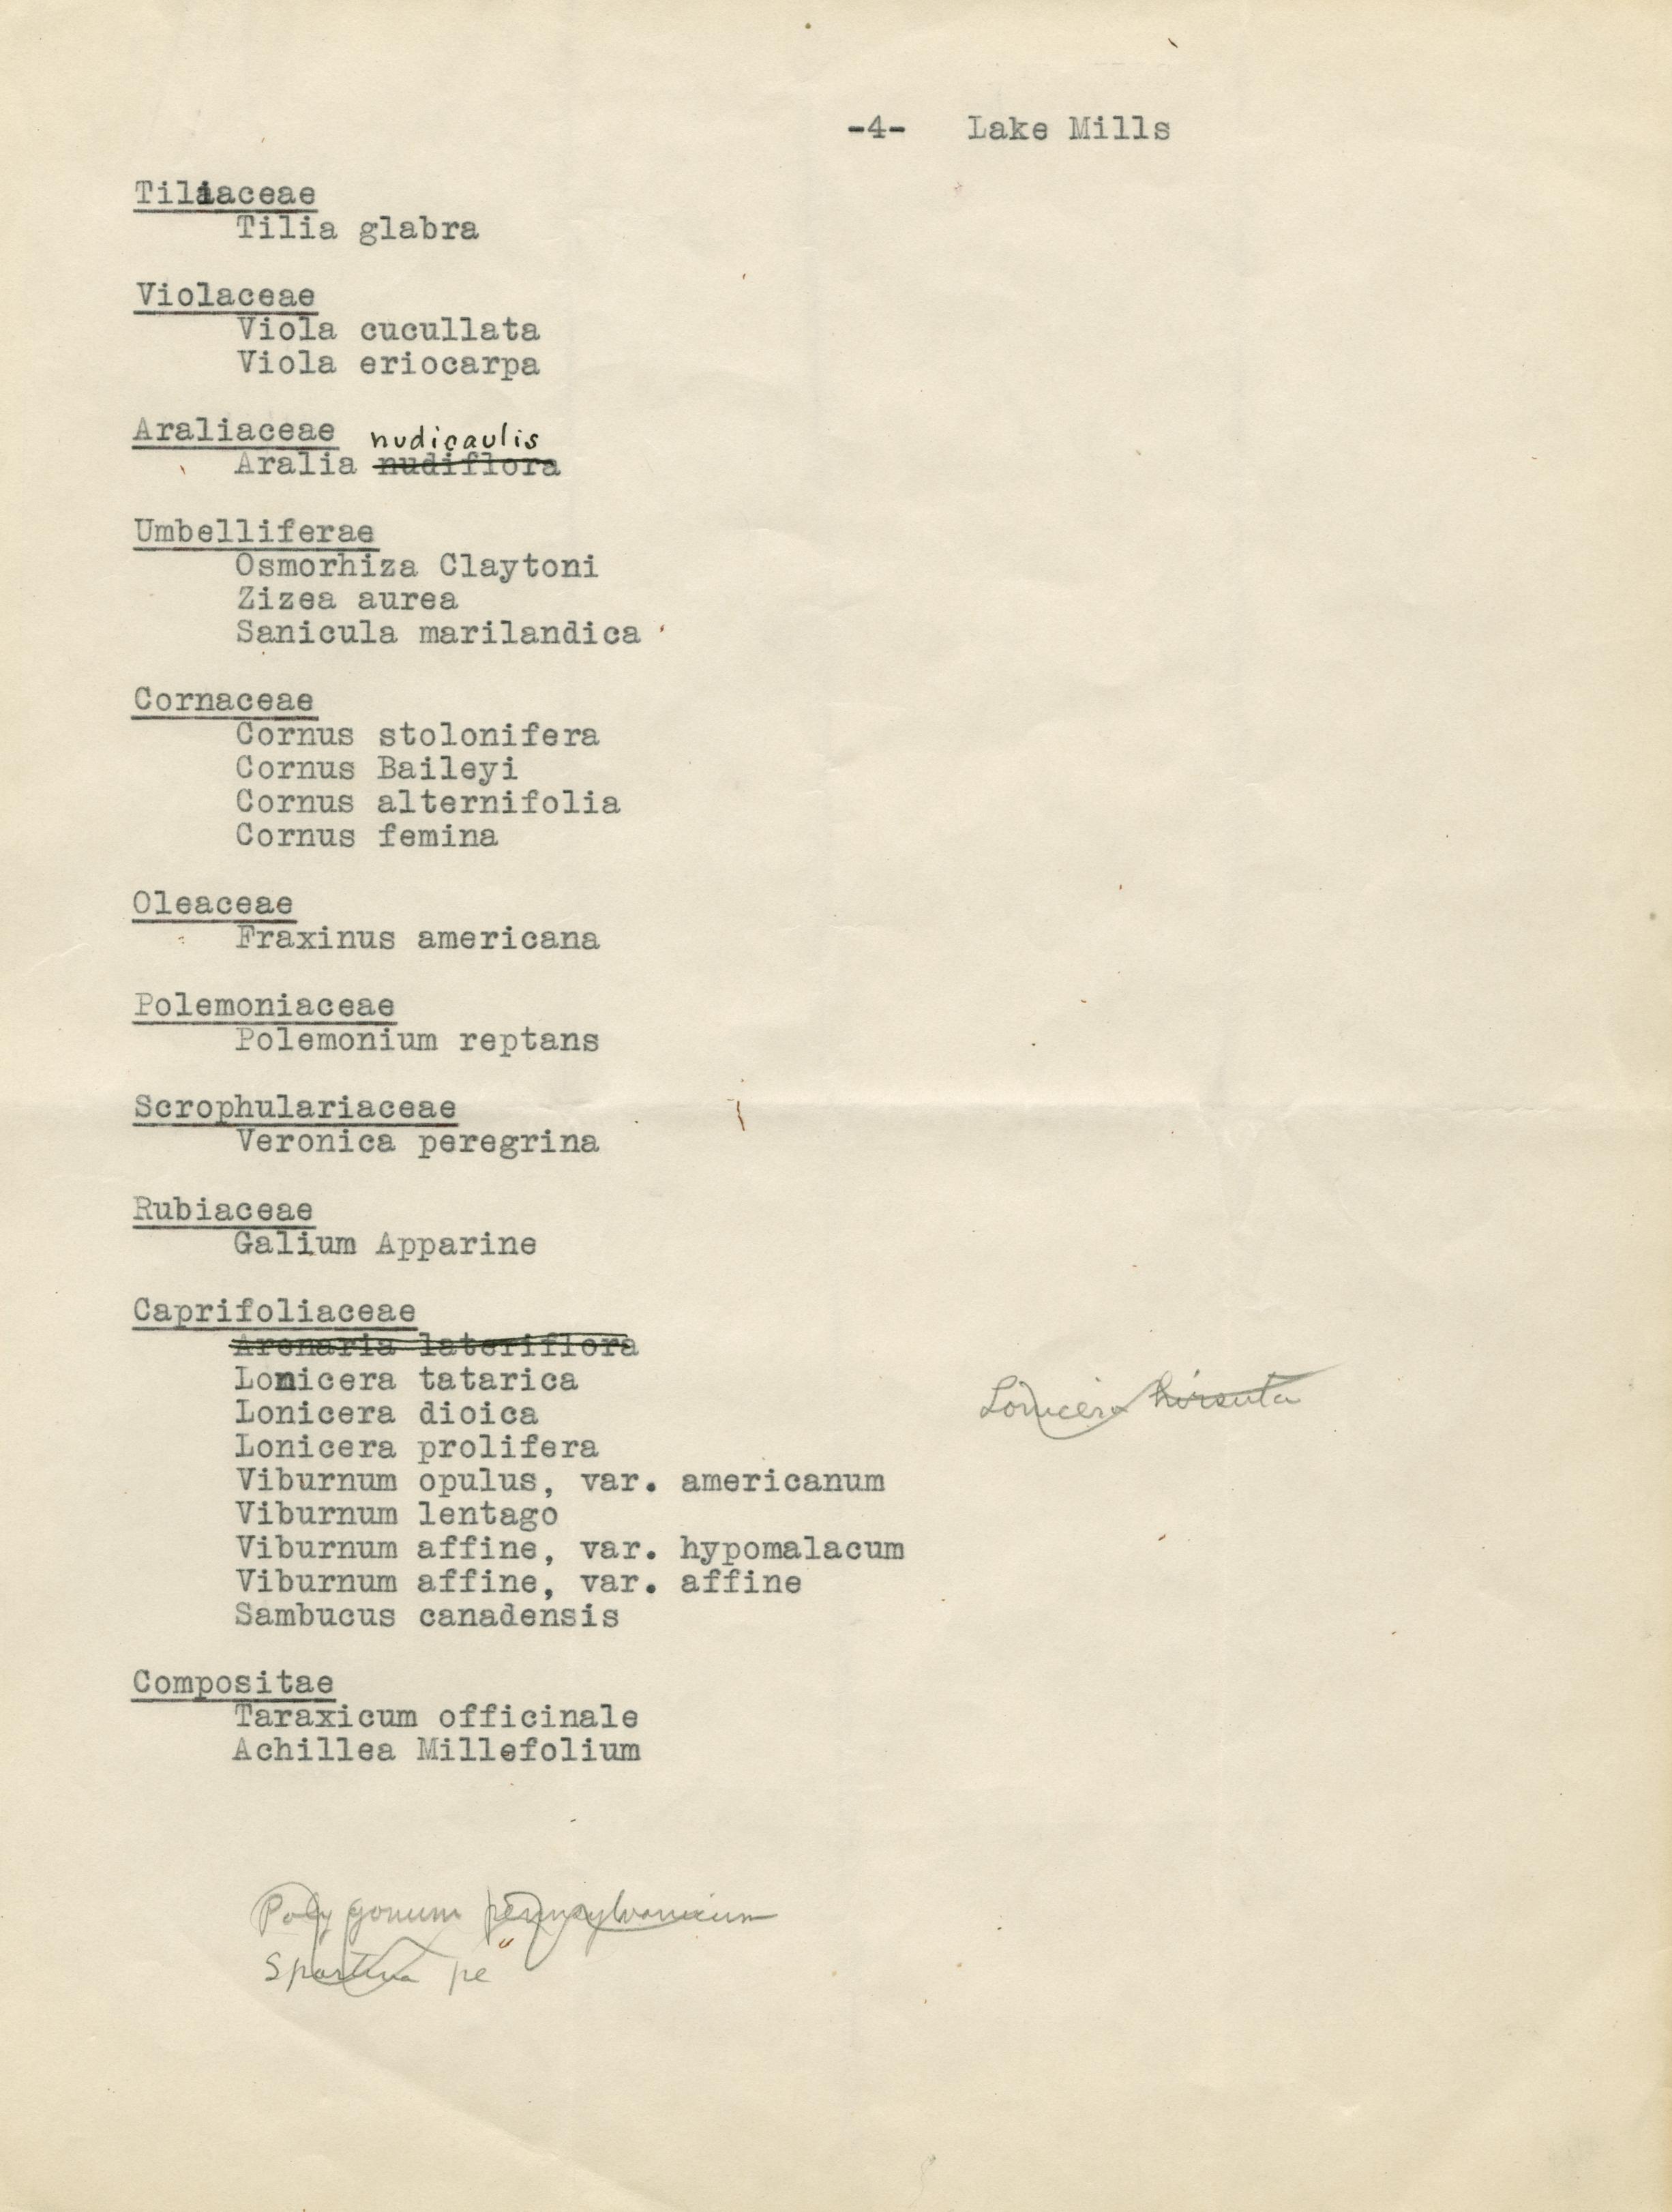 -4- Lake Mills
Tiliaceae
Tilia glabra
Violaceae
Viola cucullata
Viola eriocarpa
Araliaceae
nudicaulis
Aralia nudiflora
Umbelliferae
Osmorhiza Claytoni
Zizea aurea
Sanicula marilandica
Cornaceae
Cornus stolonifera
Cornus Baileyi
Cornus alternifolia
Cornus femina
Oleaceae
Fraxinus americana
Polemoniaceae
Polemonium reptans
Scrophulariaceae
Veronica peregrina
Rubiaceae
Galium Apparine
Caprifoliaceae
Arenaria lateriflora
Lonicera tatarica
Lonicera dioica
Lonicera hirsuta
Lonicera prolifera
Viburnum opulus, var. americanum
Viburnum lentago
Viburnum affine, var. hypomalacum
Viburnum affine, var. affine
Sambucus canadensis
Compositae
Taraxicum officinale
Achillea Millefolium
Polygonum pennsylvanicum
Spartina pe